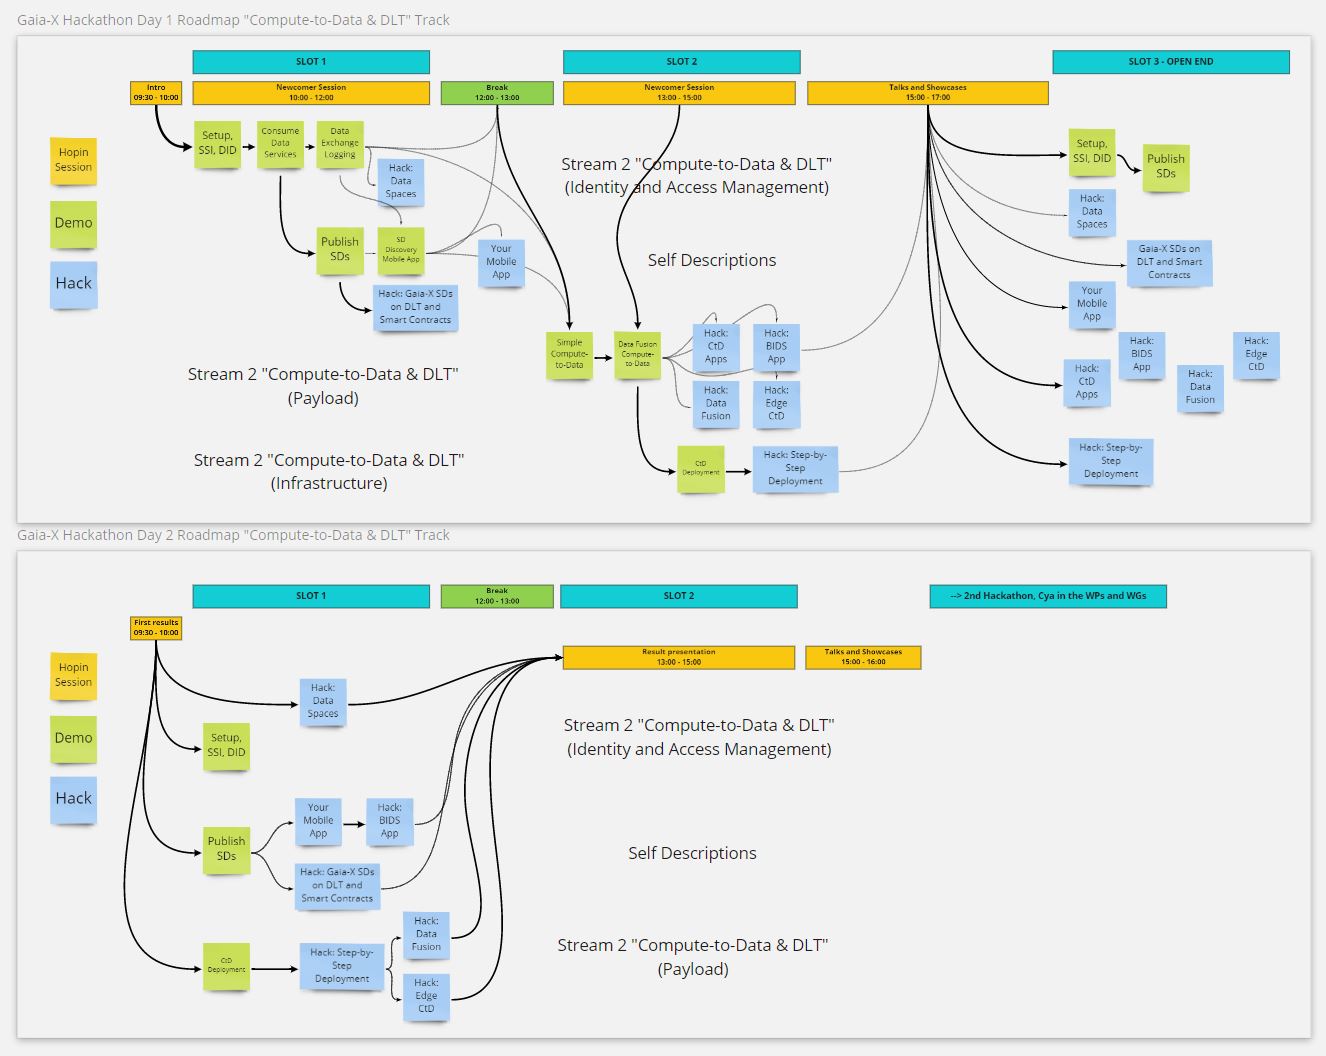 Gaia-X Hackathon Day 1 Roadmap "Compute-to-Data & DLT" Track
SLOT 1
SLOT 2
SLOT 3 - OPEN END
Intro
09:30 - 10:00
Newcomer Session
10:00 - 12:00
Break
12:00 - 13:00
Newcomer Session
13:00 - 15:00
Talks and Showcases
15:00 - 17:00
Hopin
Session
Demo
Hack
Setup,
SSI, DID
Consume
Data
Services
Data
Exchange
Logging
Hack:
Data
Spaces
Publish
SDs
SD
Discovery
Mobile App
Your
Mobile
App
Hack: Gaia-X SDs
on DLT and
Smart Contracts
Stream 2 "Compute-to-Data & DLT"
(Payload)
Stream 2 "Compute-to-Data & DLT"
(Infrastructure)
Stream 2 "Compute-to-Data & DLT"
(Identity and Access Management)
Self Descriptions
Simple
Compute-
to-Data
Data Fusion
Compute-
to-Data
Hack:
CtD
Apps
Hack:
BIDS
App
Hack:
Data
Fusion
Hack:
Edge
CtD
CtD
Deployment
Hack: Step-by-
Step
Deployment
Setup,
SSI, DID
Publish
SDs
Hack:
Data
Spaces
Gaia-X SDs on
DLT and Smart
Contracts
Your
Mobile
App
Hack:
BIDS
App
Hack:
Edge
CtD
Hack:
CtD
Apps
Hack:
Data
Fusion
Hack: Step-by-
Step
Deployment
Gaia-X Hackathon Day 2 Roadmap "Compute-to-Data & DLT" Track
SLOT 1
Break
12:00 - 13:00
SLOT 2
--> 2nd Hackathon, Cya in the WPs and WGs
First results
09:30 - 10:00
Result presentation
13:00 - 15:00
Talks and Showcases
15:00 - 16:00
Hopin
Session
Demo
Hack
Hack:
Data
Spaces
Setup,
SSI, DID
Your
Mobile
App
Hack:
BIDS
App
Publish
SDs
Hack: Gaia-X SDs
on DLT and
Smart Contracts
Hack:
Data
Fusion
CtD
Deployment
Hack: Step-by-
Step
Deployment
Hack:
Edge
CtD
Stream 2 "Compute-to-Data & DLT"
(Identity and Access Management)
Self Descriptions
Stream 2 "Compute-to-Data & DLT"
(Payload)